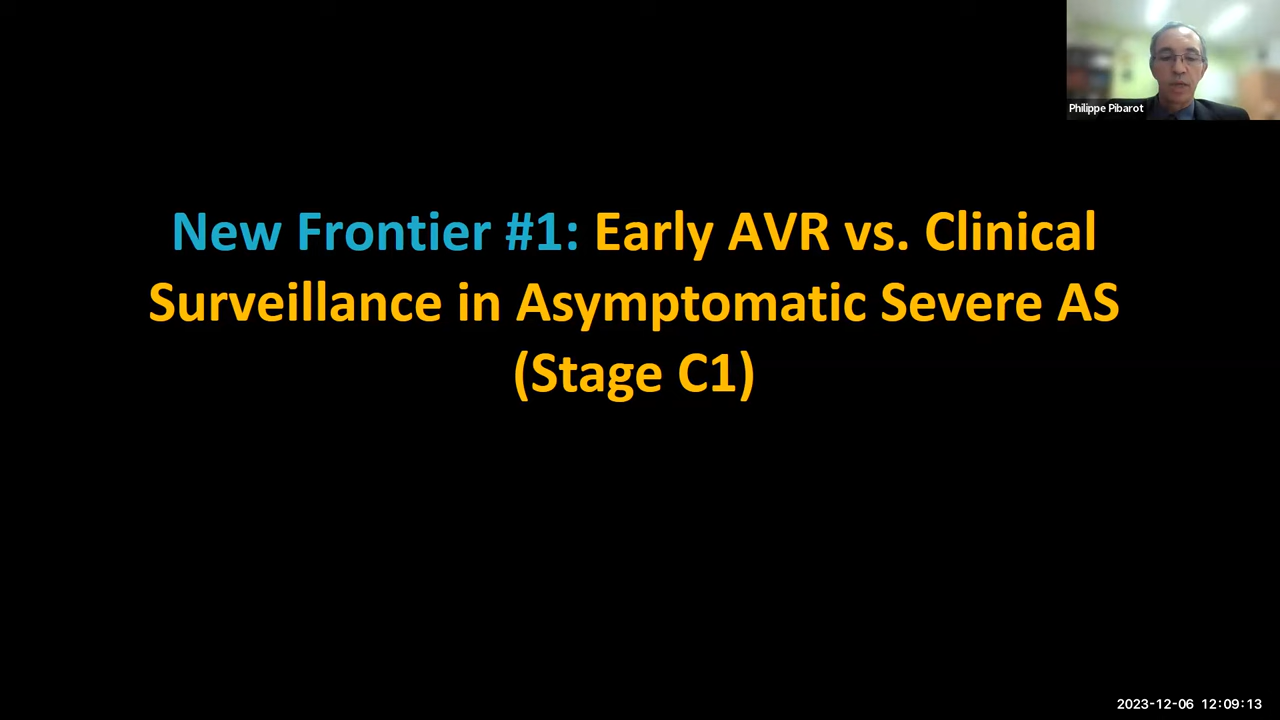 Philippe Pibarot
New Frontier #1: Early AVR vs. Clinical
Surveillance in Asymptomatic Severe AS
(Stage C1)
2023-12-06 12:09:13